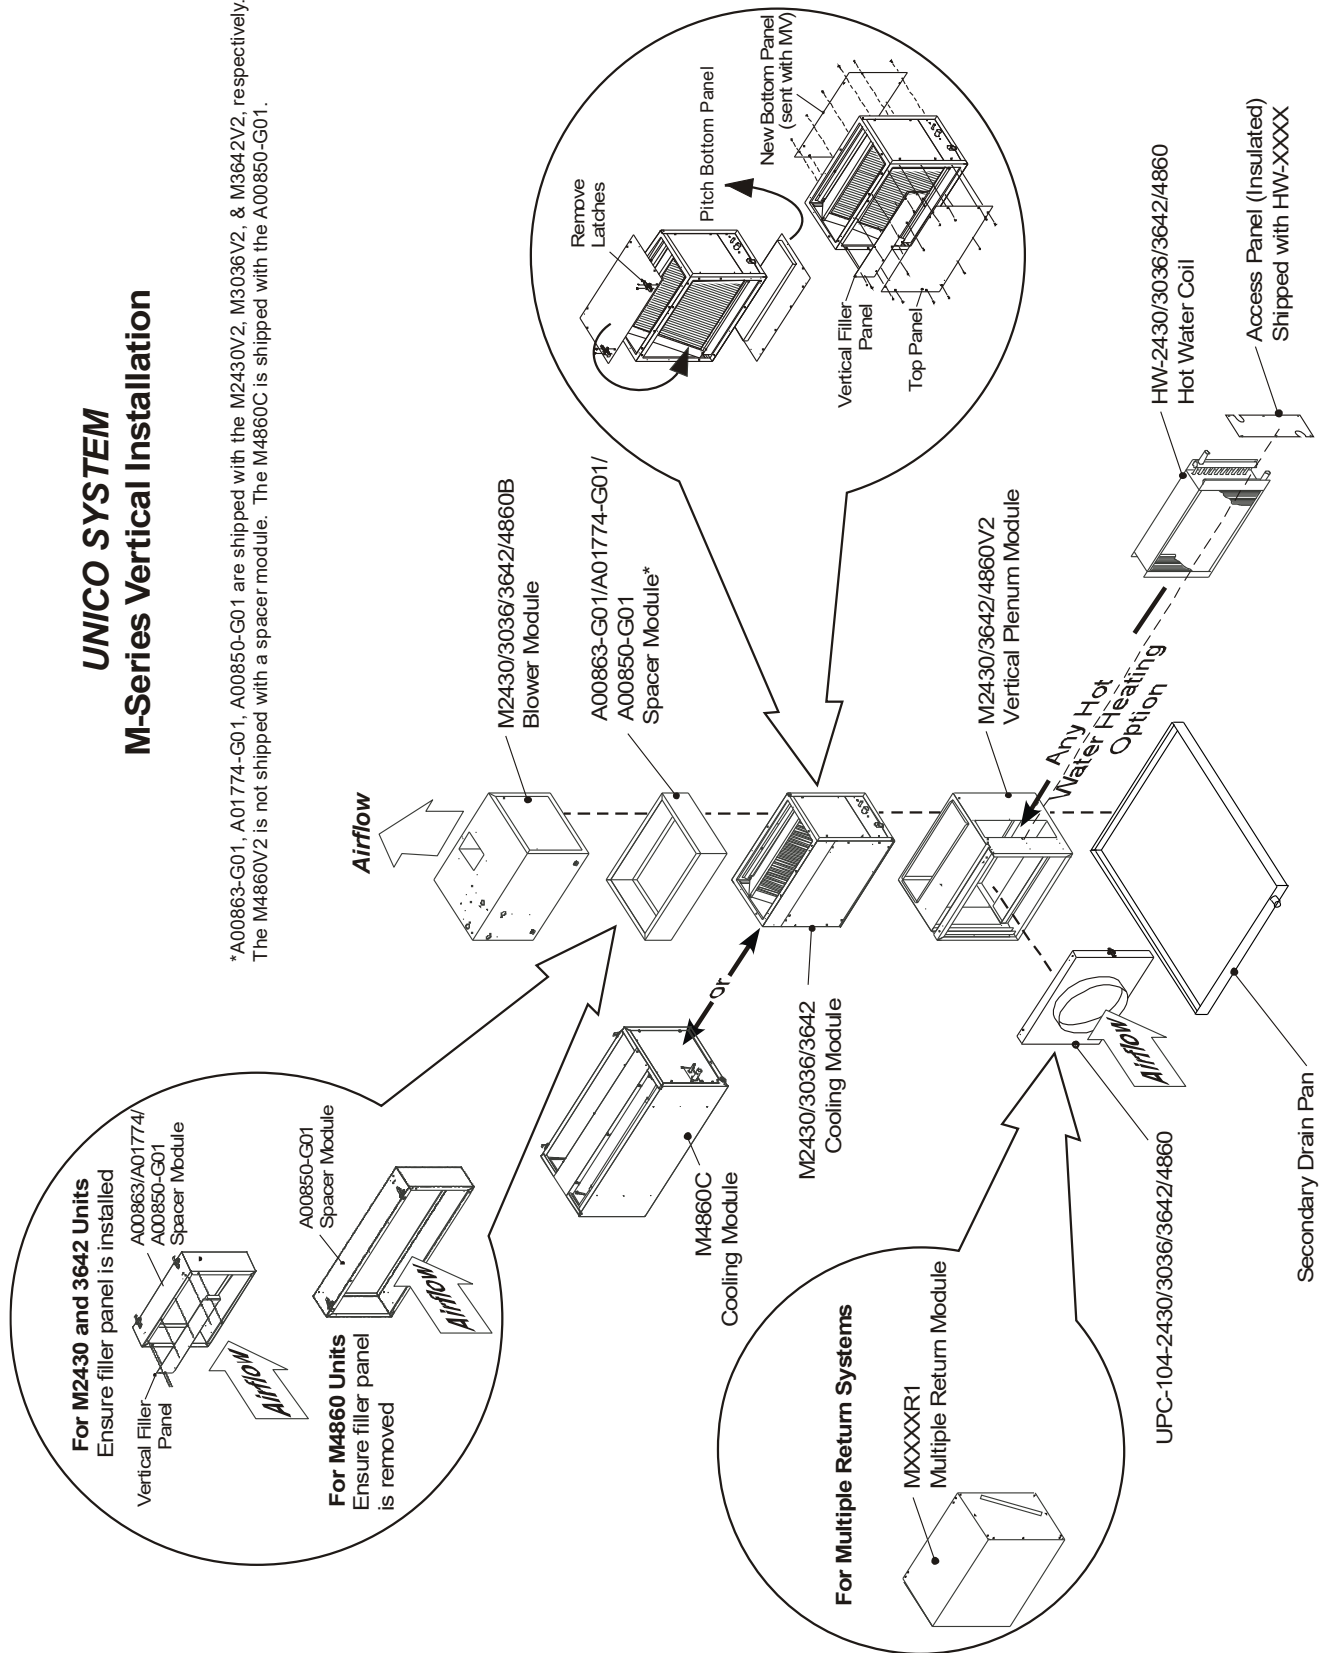 UNICO SYSTEM
M-Series Vertical Installation
*A00863-G01, A01774-G01, A00850-G01 are shipped with the M2430V2, M3036V2, & M3642V2, respectively.
The M4860V2 is not shipped with a spacer module. The M4860C is shipped with the A00850-G01.
For M2430 and 3642 Units
Ensure filler panel is installed
A00863/A01774/
A00850-G01
Spacer Module
Vertical Filler
Panel
Airflow
For M4860 Units
Ensure filler panel
is removed
A00850-G01
Spacer Module
Airflow
Airflow
M2430/3036/3642/4860B
Blower Module
A00863-G01/A01774-G01/
A00850-G01
Spacer Module*
or
M4860C
Cooling Module
M2430/3036/3642
Cooling Module
Remove
Latches
Pitch Bottom Panel
New Bottom Panel
(sent with MV)
Vertical Filler
Panel
Top Panel
M2430/3642/4860V2
Vertical Plenum Module
Any Hot
Water Heating
Option
HW-2430/3036/3642/4860
Hot Water Coil
Access Panel (Insulated)
Shipped with HW-XXXX
For Multiple Return Systems
MXXXXR1
Multiple Return Module
Airflow
UPC-104-2430/3036/3642/4860
Secondary Drain Pan